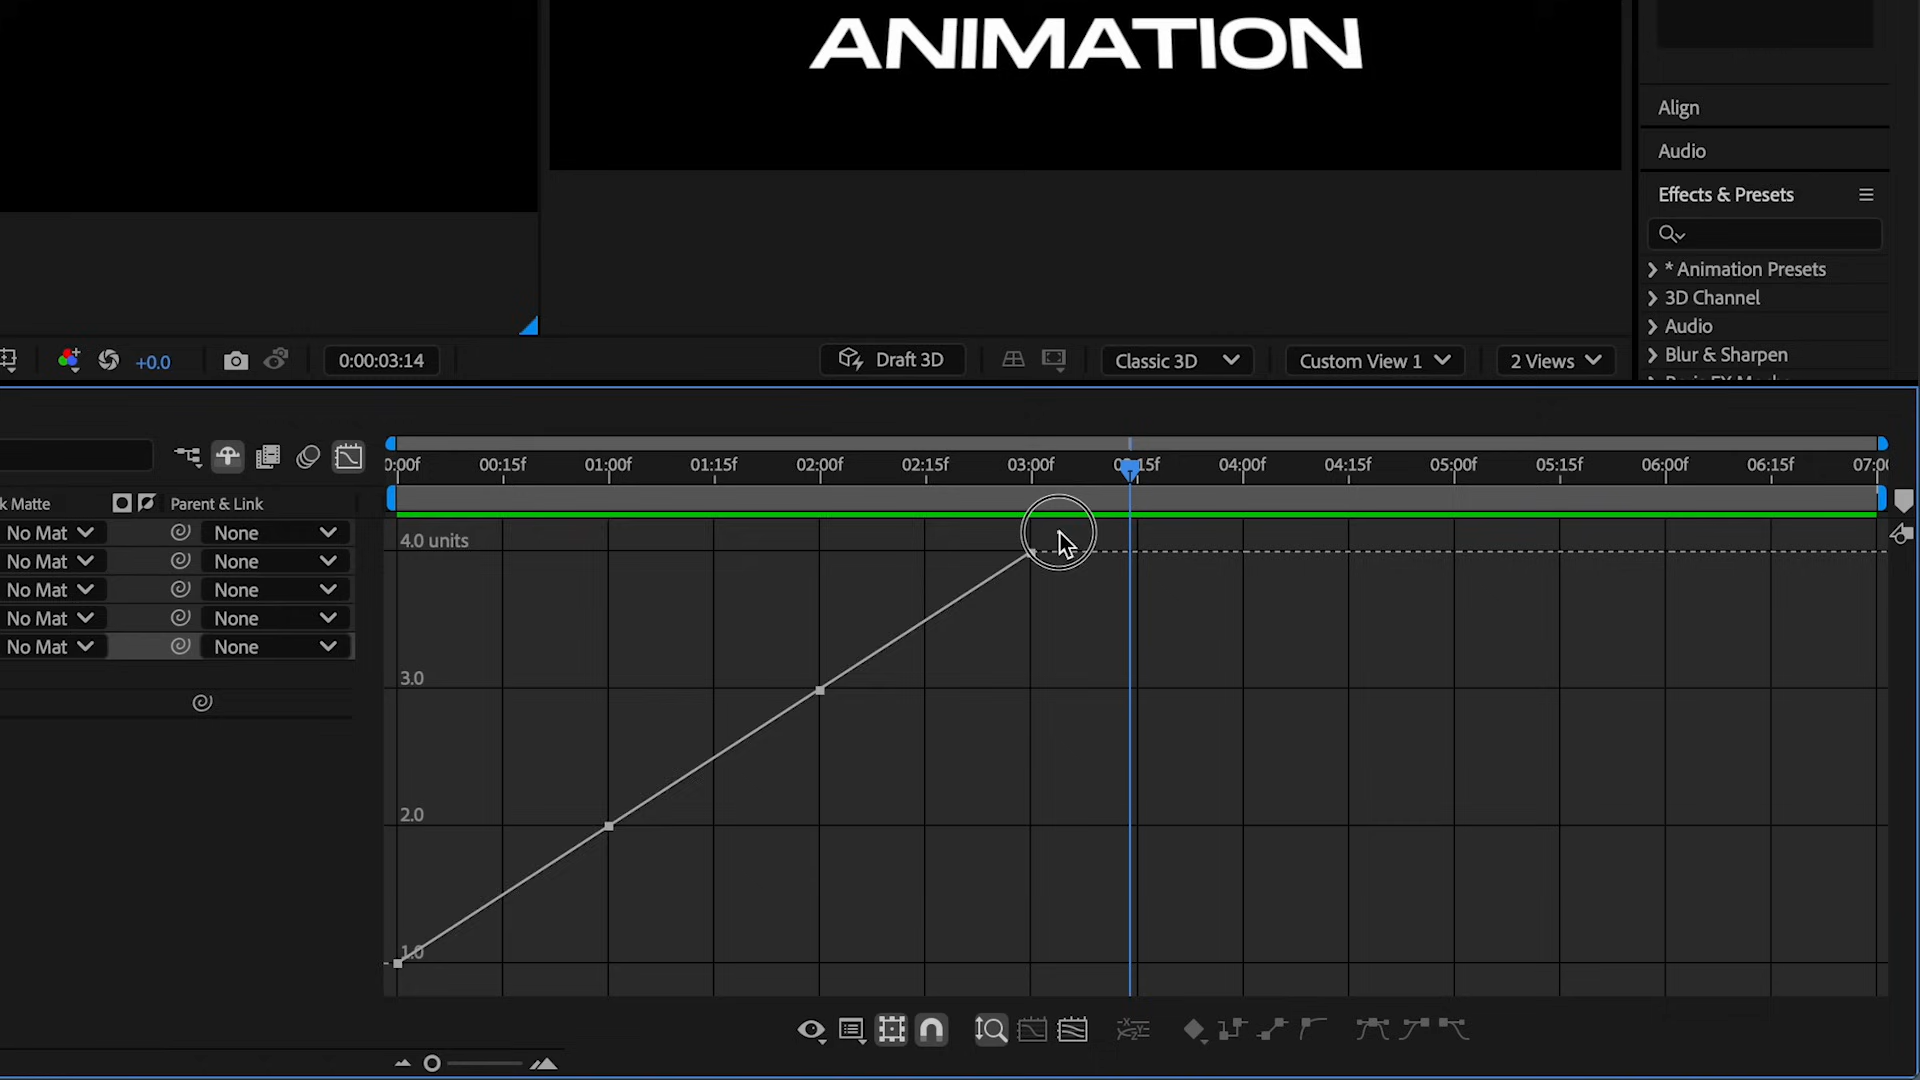 ANIMATION
Align
Audio
Effects & Presets
* Animation Presets
3D Channel
Audio
Blur & Sharpen
+0.0
0:00:03:14
Draft 3D
Classic 3D
Custom View 1
2 Views
0:00f 00:15f 01:00f 01:15f 02:00f 02:15f 03:00f 04:00f 04:15f 05:00f 05:15f 06:00f 06:15f
k Matte
Parent & Link
No Mat None
No Mat None
No Mat None
No Mat None
No Mat None
4.0 units
3.0
2.0
1.0